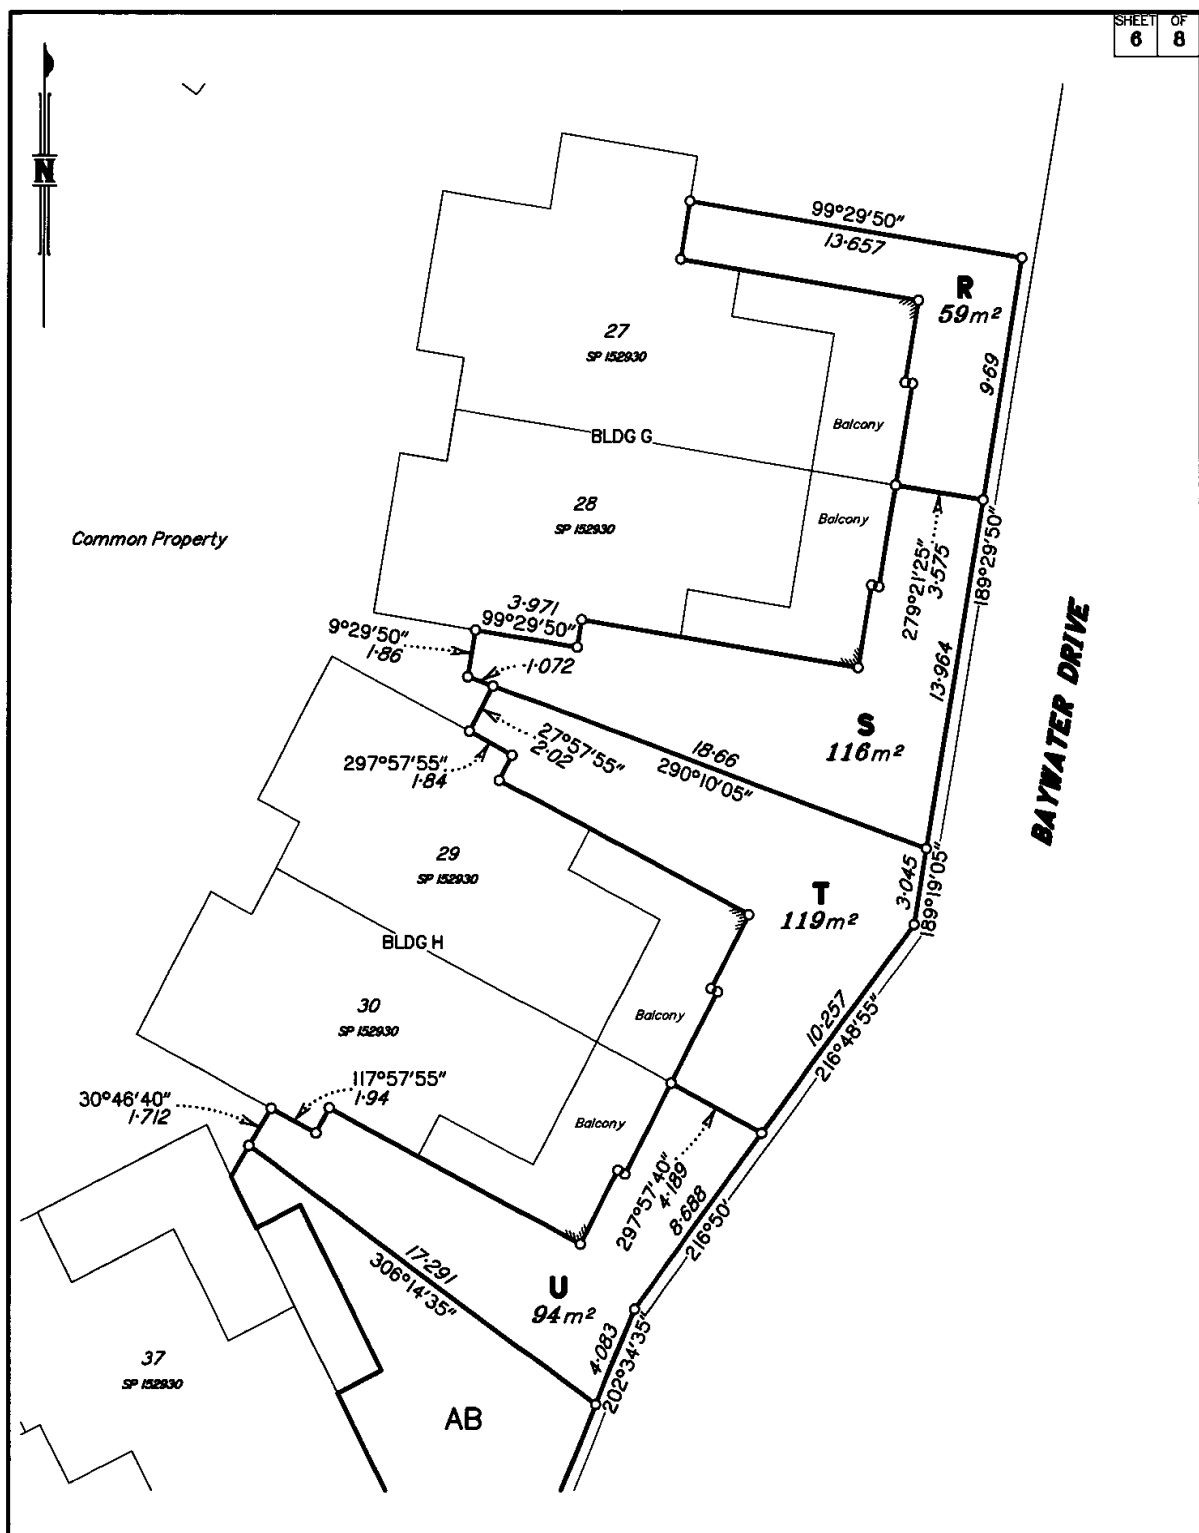 SHEET OF
6 8
N
99°29'50"
13·657
R
59m²
27
SP 152930
9·69
Balcony
BLDG G
28
SP 152930
Balcony
Common Property
279°21'25"
3·575
189°29'50"
3·971
99°29'50"
9°29'50"
1·86
1·072
13·964
BAYWATER DRIVE
S
116m²
27°57'55"
2·02
18·66
290°10'05"
297°57'55"
1·84
29
SP 152930
T
119m²
3·045
189°19'05"
BLDG H
30
SP 152930
Balcony
10·257
216°48'55"
117°57'55"
1·94
30°46'40"
1·712
Balcony
297°57'40"
4·189
8·688
216°50'
17·291
306°14'35"
U
94m²
4·083
202°34'35"
37
SP 152930
AB